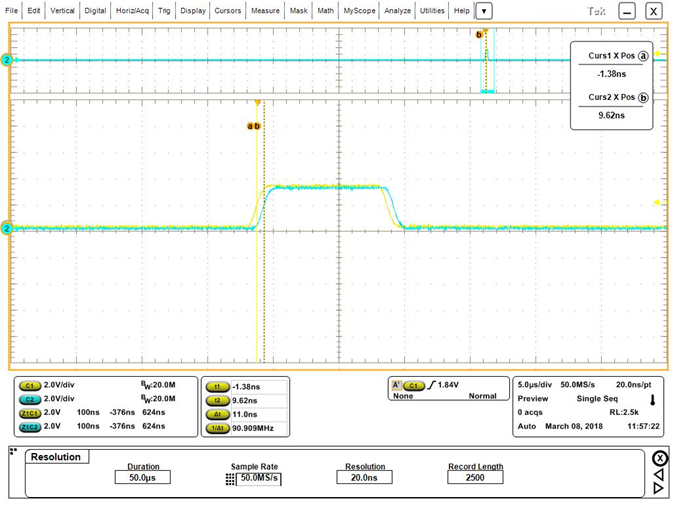 File Edit Vertical Digital Horiz/Acq Trig Display Cursors Measure Mask Math MyScope Analyze Utilities Help Tek X
b
2
Curs1 X Pos a
-1.38ns
Curs2 X Pos b
9.62ns
a b
2
C1 2.0V/div BW:20.0M
C2 2.0V/div BW:20.0M
Z1C1 2.0V 100ns -376ns 624ns
Z1C2 2.0V 100ns -376ns 624ns
t1 -1.38ns
t2 9.62ns
Δt 11.0ns
1/Δt 90.909MHz
A' C1 1.84V
None Normal
5.0μs/div 50.0MS/s 20.0ns/pt
Preview Single Seq
0 acqs RL:2.5k
Auto March 08, 2018 11:57:22
Resolution
Duration Sample Rate Resolution Record Length
50.0μs 50.0MS/s 20.0ns 2500
X